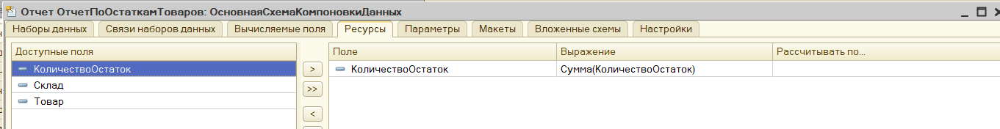 Отчет ОтчетПоОстаткамТоваров: ОсновнаяСхемаКомпоновкиДанных
Наборы данных Связи наборов данных Вычисляемые поля Ресурсы Параметры Макеты Вложенные схемы Настройки
Доступные поля Поле Выражение Рассчитывать по...
КоличествоОстаток > КоличествоОстаток Сумма(КоличествоОстаток)
Склад
>>
Товар
<